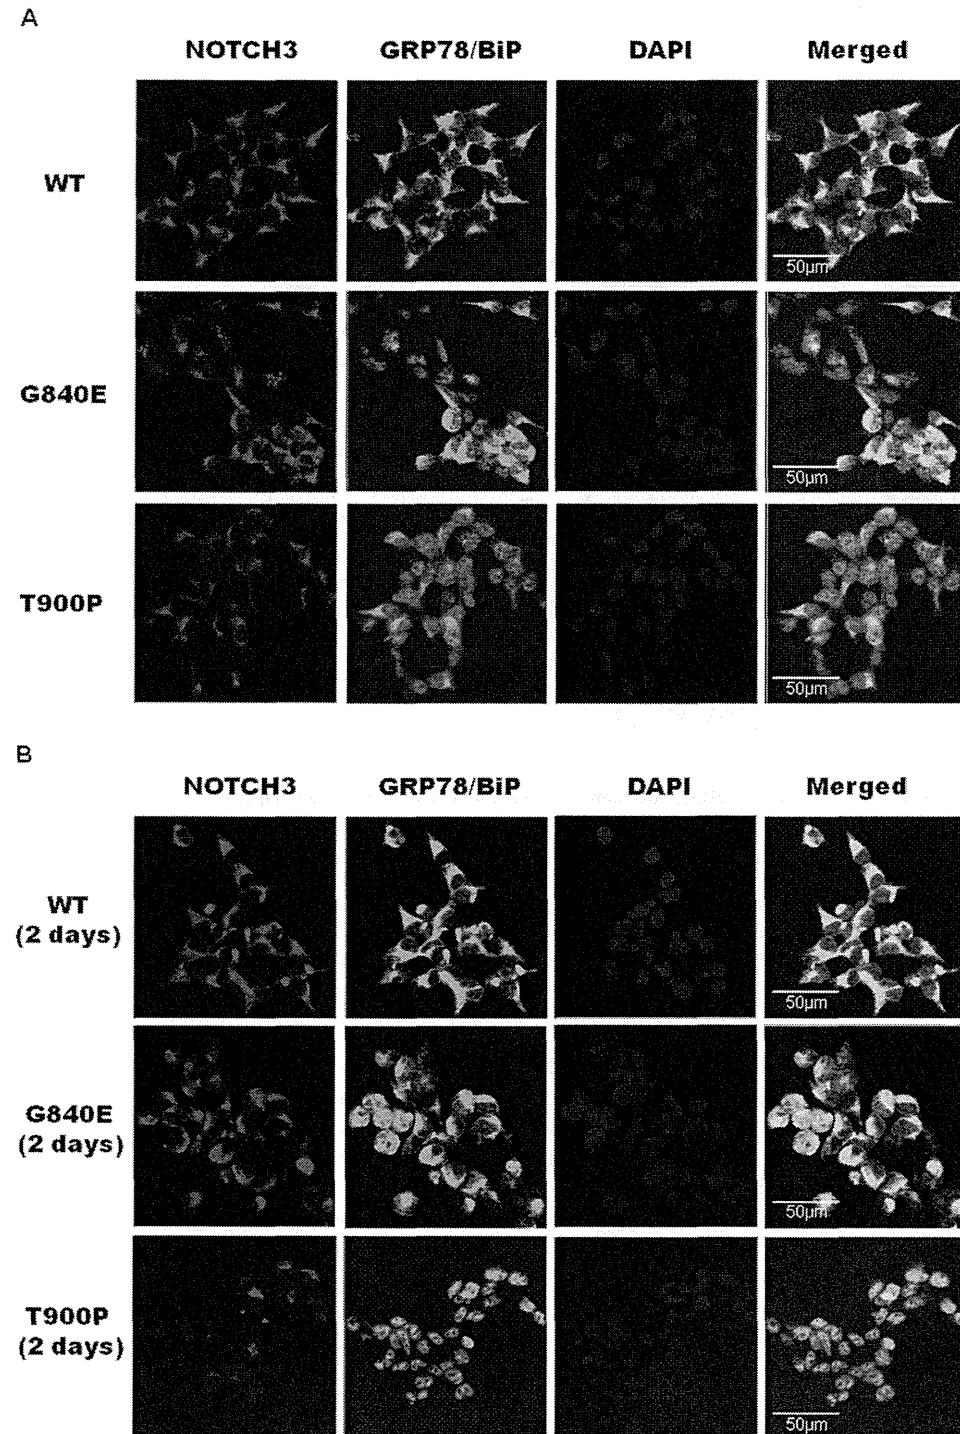 A
NOTCH3 GRP78/BiP DAPI Merged
WT
50μm
G840E
50μm
T900P
50μm
B
NOTCH3 GRP78/BiP DAPI Merged
WT
(2 days)
50μm
G840E
(2 days)
50μm
T900P
(2 days)
50μm